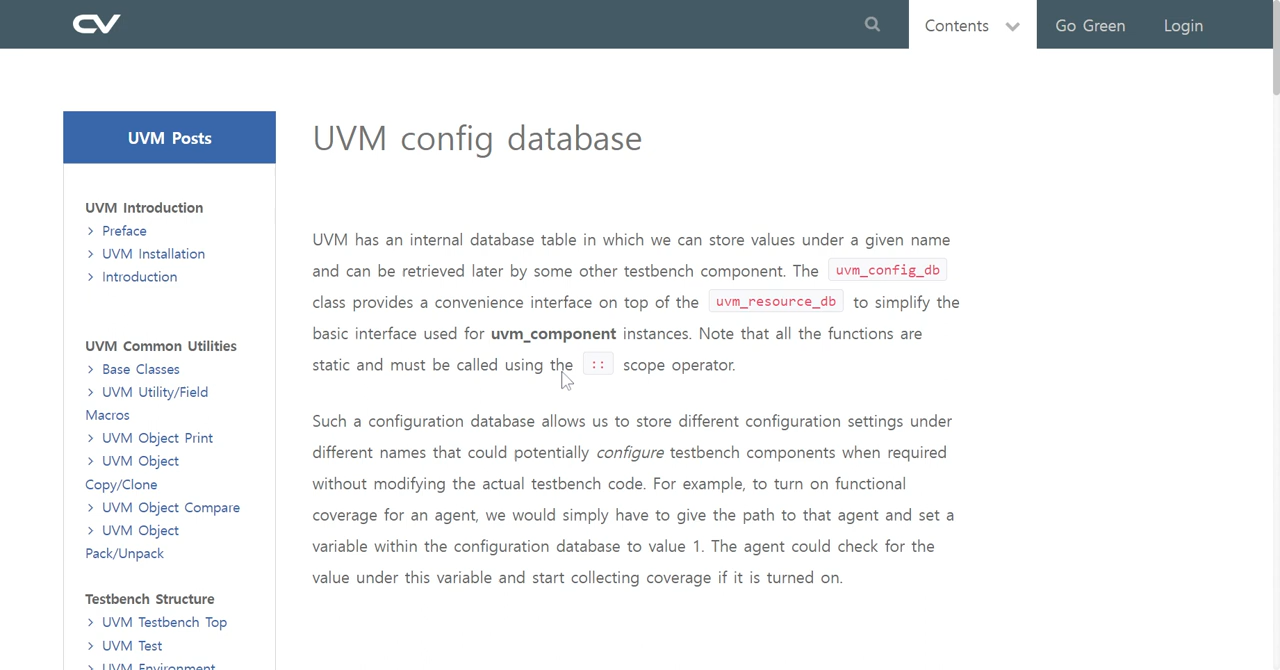 CV
Contents
Go Green
Login
UVM Posts
UVM Introduction
> Preface
> UVM Installation
> Introduction
UVM Common Utilities
> Base Classes
> UVM Utility/Field
Macros
> UVM Object Print
> UVM Object
Copy/Clone
> UVM Object Compare
> UVM Object
Pack/Unpack
Testbench Structure
> UVM Testbench Top
> UVM Test
> UVM Environment
UVM config database
UVM has an internal database table in which we can store values under a given name
and can be retrieved later by some other testbench component. The uvm_config_db
class provides a convenience interface on top of the uvm_resource_db to simplify the
basic interface used for uvm_component instances. Note that all the functions are
static and must be called using the :: scope operator.
Such a configuration database allows us to store different configuration settings under
different names that could potentially configure testbench components when required
without modifying the actual testbench code. For example, to turn on functional
coverage for an agent, we would simply have to give the path to that agent and set a
variable within the configuration database to value 1. The agent could check for the
value under this variable and start collecting coverage if it is turned on.